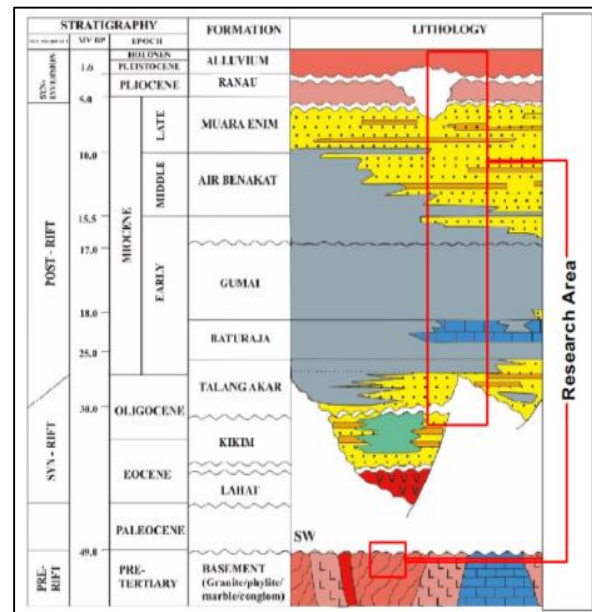 STRATIGRAPHY
FORMATION
LITHOLOGY
MY BP
EPOCH
HOLONEN
ALLUVIUM
1.6
PLEISTOCENE
PLIOCENE
RANAU
SYN-
INVERSION
LATE
MUARA ENIM
10.0
MIDDLE
AIR BENAKAT
15.5
POST - RIFT
MIOCENE
17.0
EARLY
GUMAI
18.0
BATURAJA
25.0
TALANG AKAR
30.0
OLIGOCENE
KIKIM
SYN - RIFT
EOCENE
LAHAT
PALEOCENE
SW
49.0
PRE-
RIFT
PRE-
TERTIARY
BASEMENT
(Granite/phylite/
marble/conglom)
Research Area